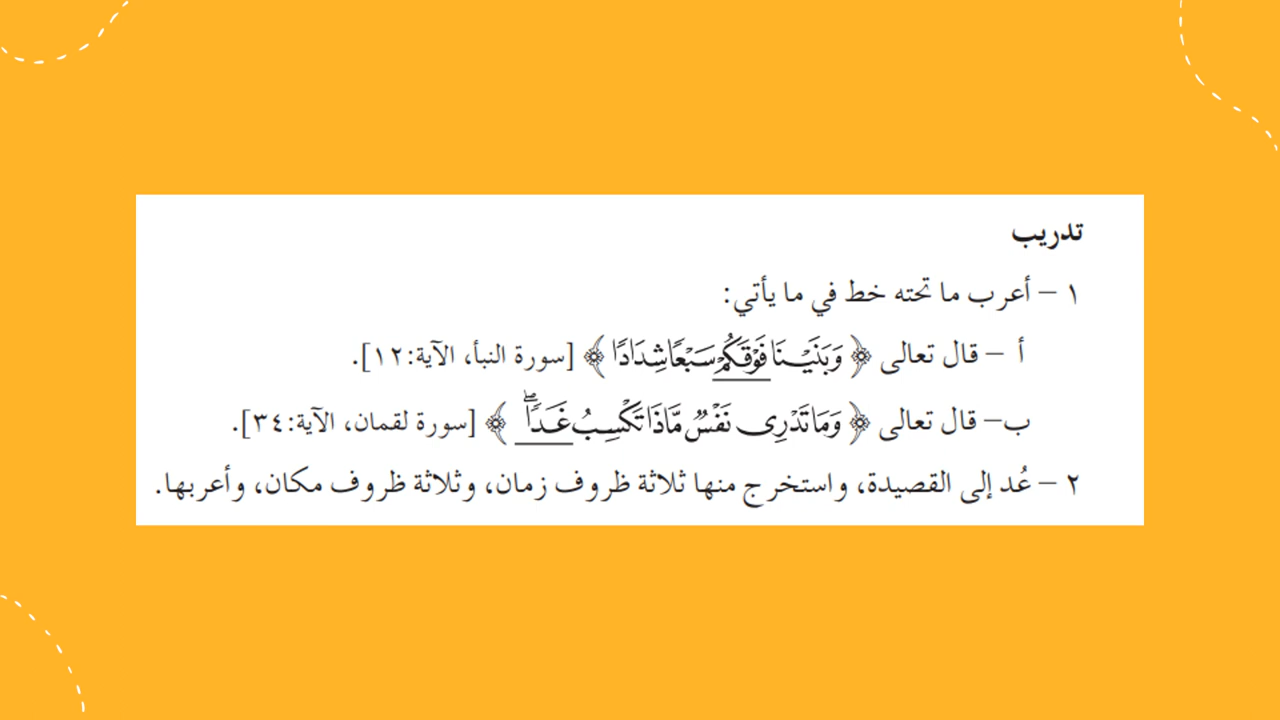 تدريب
١ – أعرب ما تحته خط في ما يأتي:
أ – قال تعالى ﴿ وَبَنَيْنَا فَوْقَكُمْ سَبْعًا شِدَادًا ﴾ [سورة النبأ، الآية:١٢].
ب– قال تعالى ﴿ وَمَا تَدْرِى نَفْسٌ مَّاذَا تَكْسِبُ غَدًاۖ ﴾ [سورة لقمان، الآية:٣٤].
٢ – عُد إلى القصيدة، واستخرج منها ثلاثة ظروف زمان، وثلاثة ظروف مكان، وأعربها.